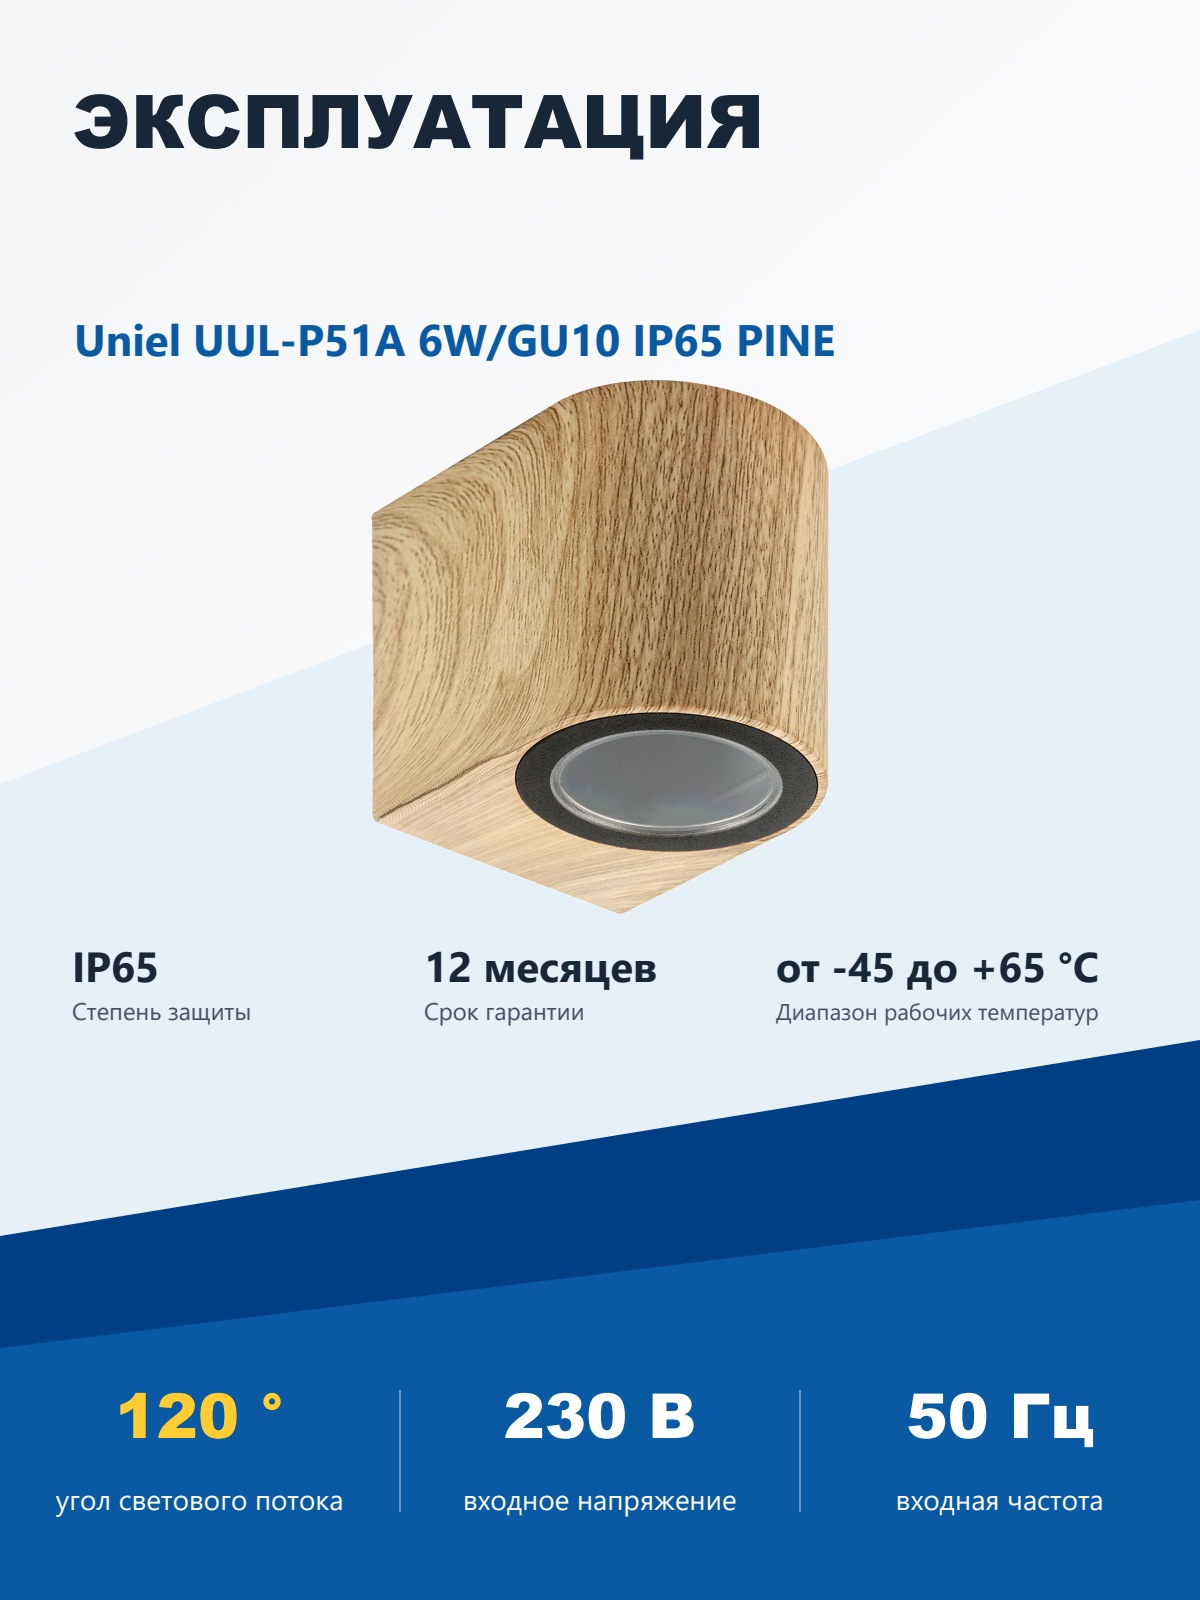 ЭКСПЛУАТАЦИЯ
Uniel UUL-P51A 6W/GU10 IP65 PINE
IP65
Степень защиты
12 месяцев
Срок гарантии
от -45 до +65 °C
Диапазон рабочих температур
120 °
угол светового потока
230 В
входное напряжение
50 Гц
входная частота